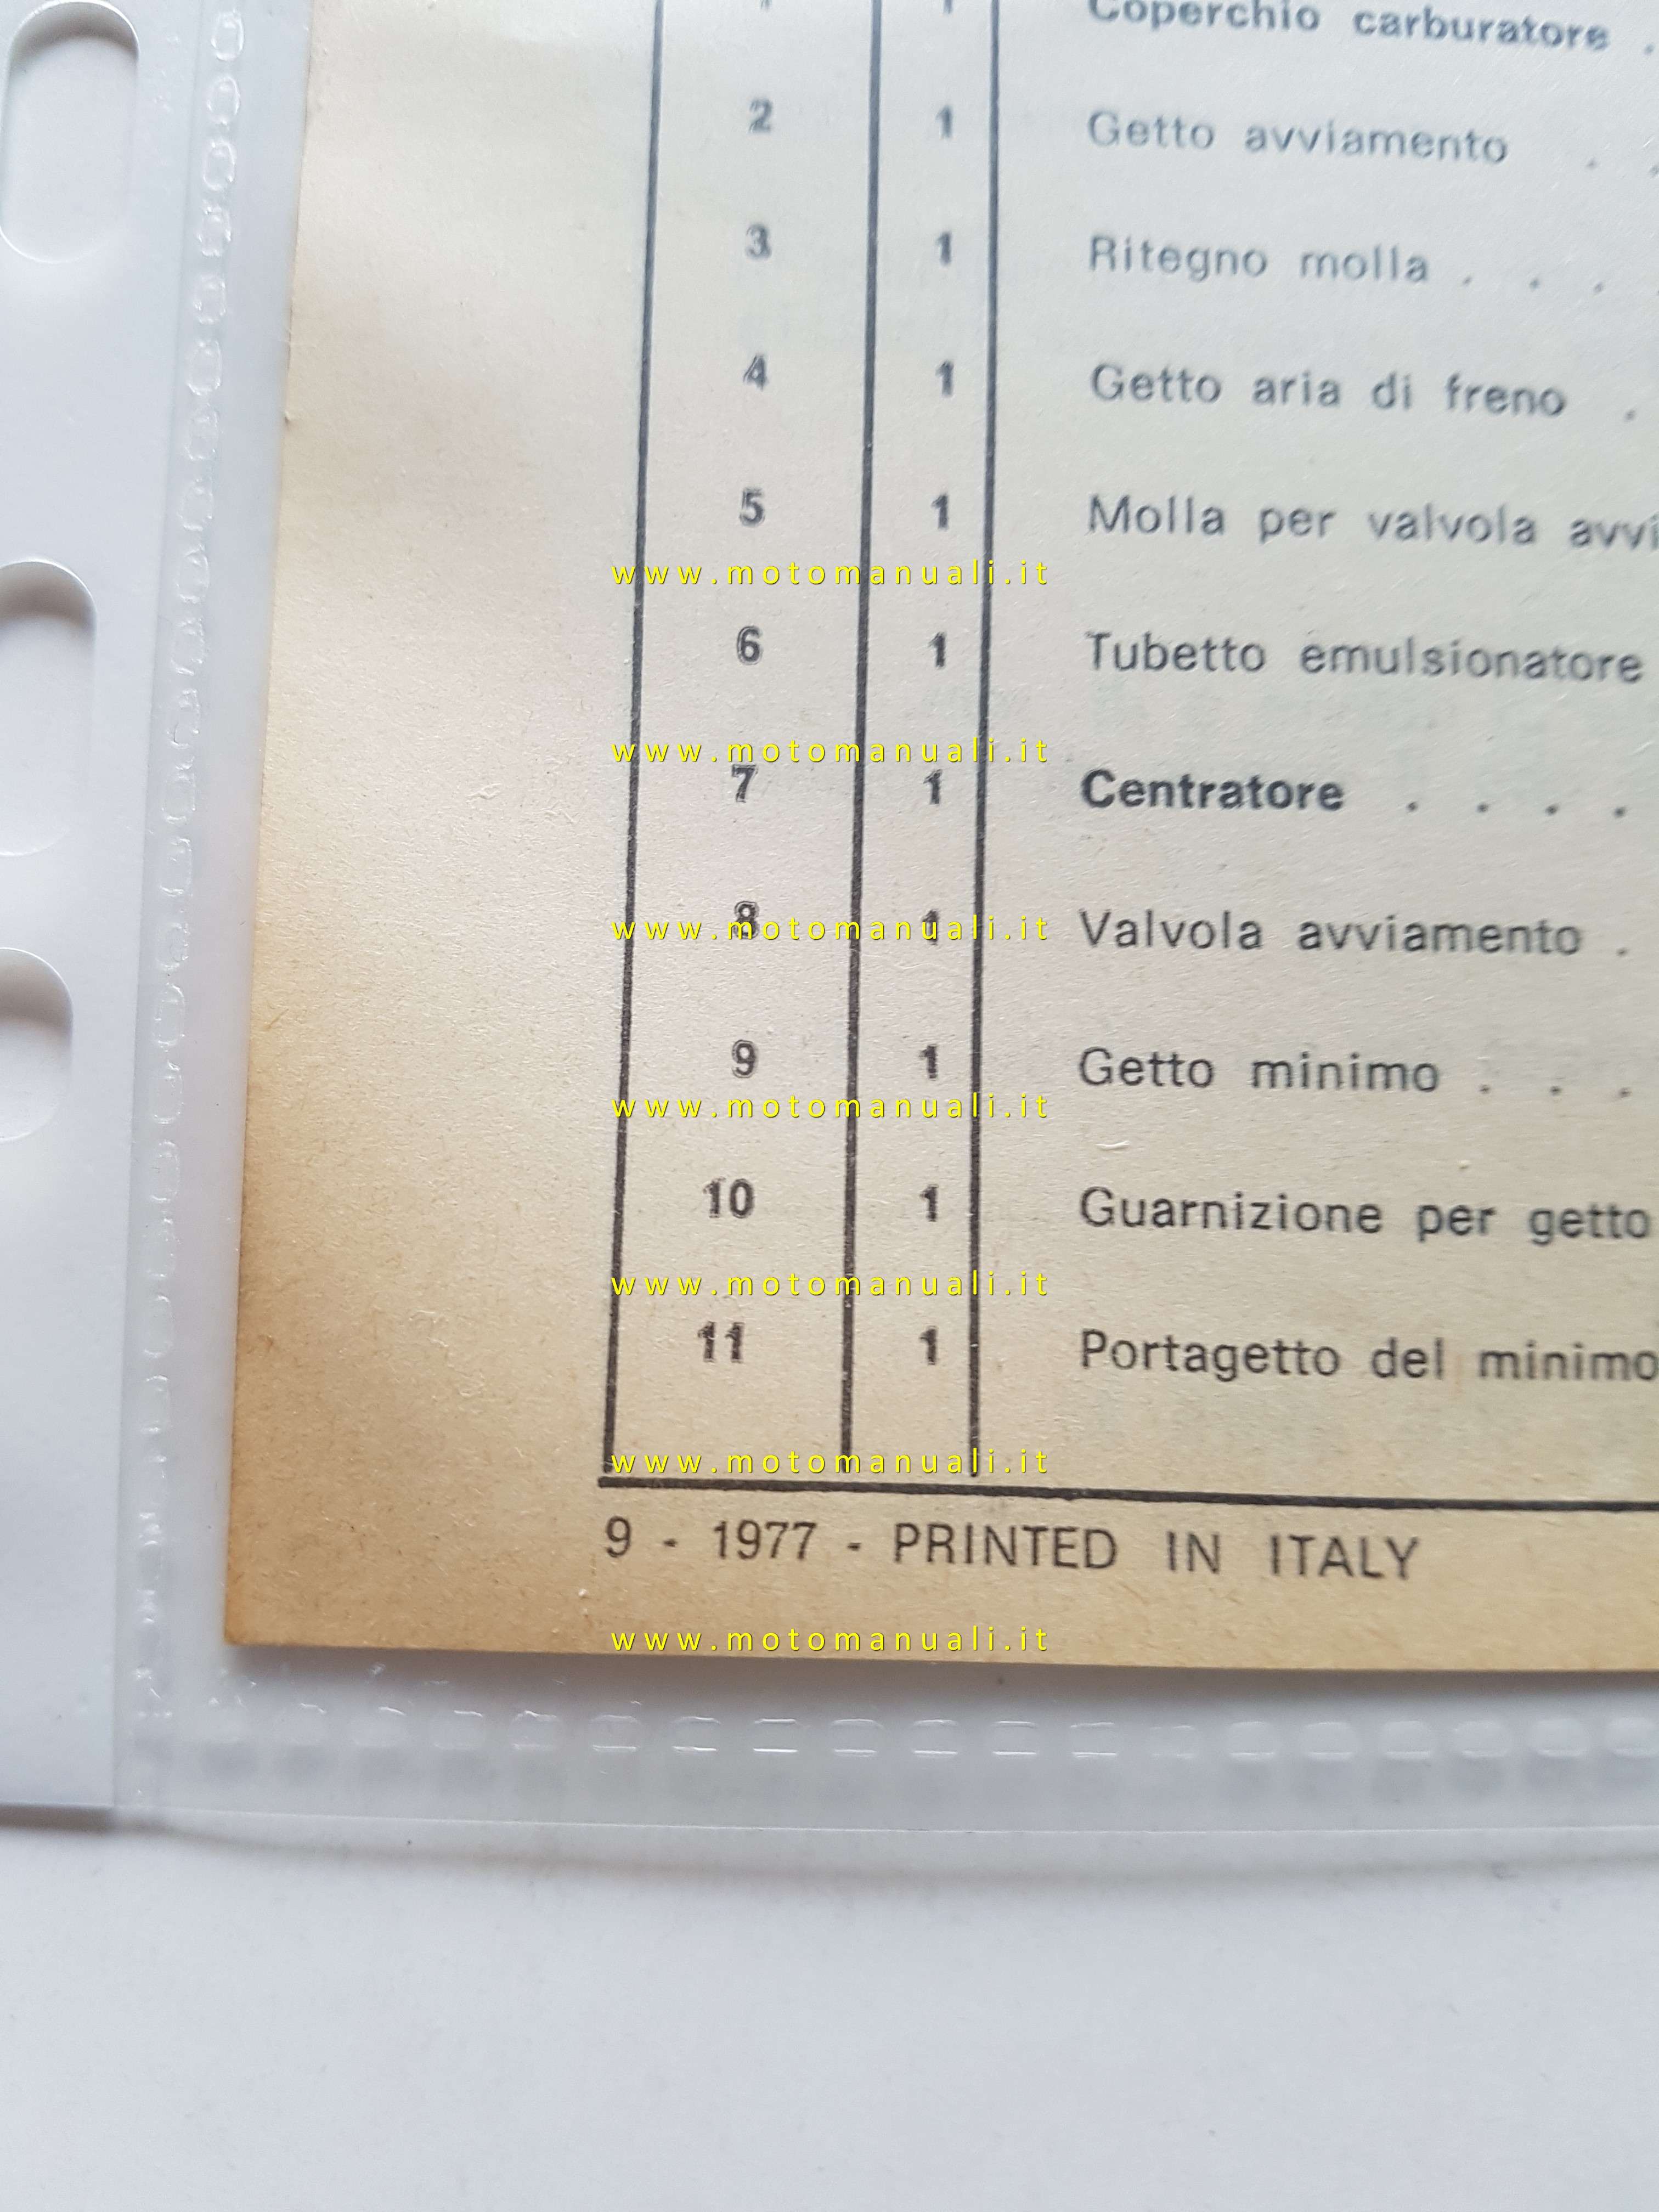 1 1 Coperchio carburatore .
2 1 Getto avviamento . .
3 1 Ritegno molla . . . .
4 1 Getto aria di freno .
5 1 Molla per valvola avvi
www.motomanuali.it
6 1 Tubetto emulsionatore
www.motomanuali.it
7 1 Centratore . . . .
8 1 Valvola avviamento .
www.motomanuali.it
9 1 Getto minimo . . .
www.motomanuali.it
10 1 Guarnizione per getto
www.motomanuali.it
11 1 Portagetto del minimo
www.motomanuali.it
9 - 1977 - PRINTED IN ITALY
www.motomanuali.it